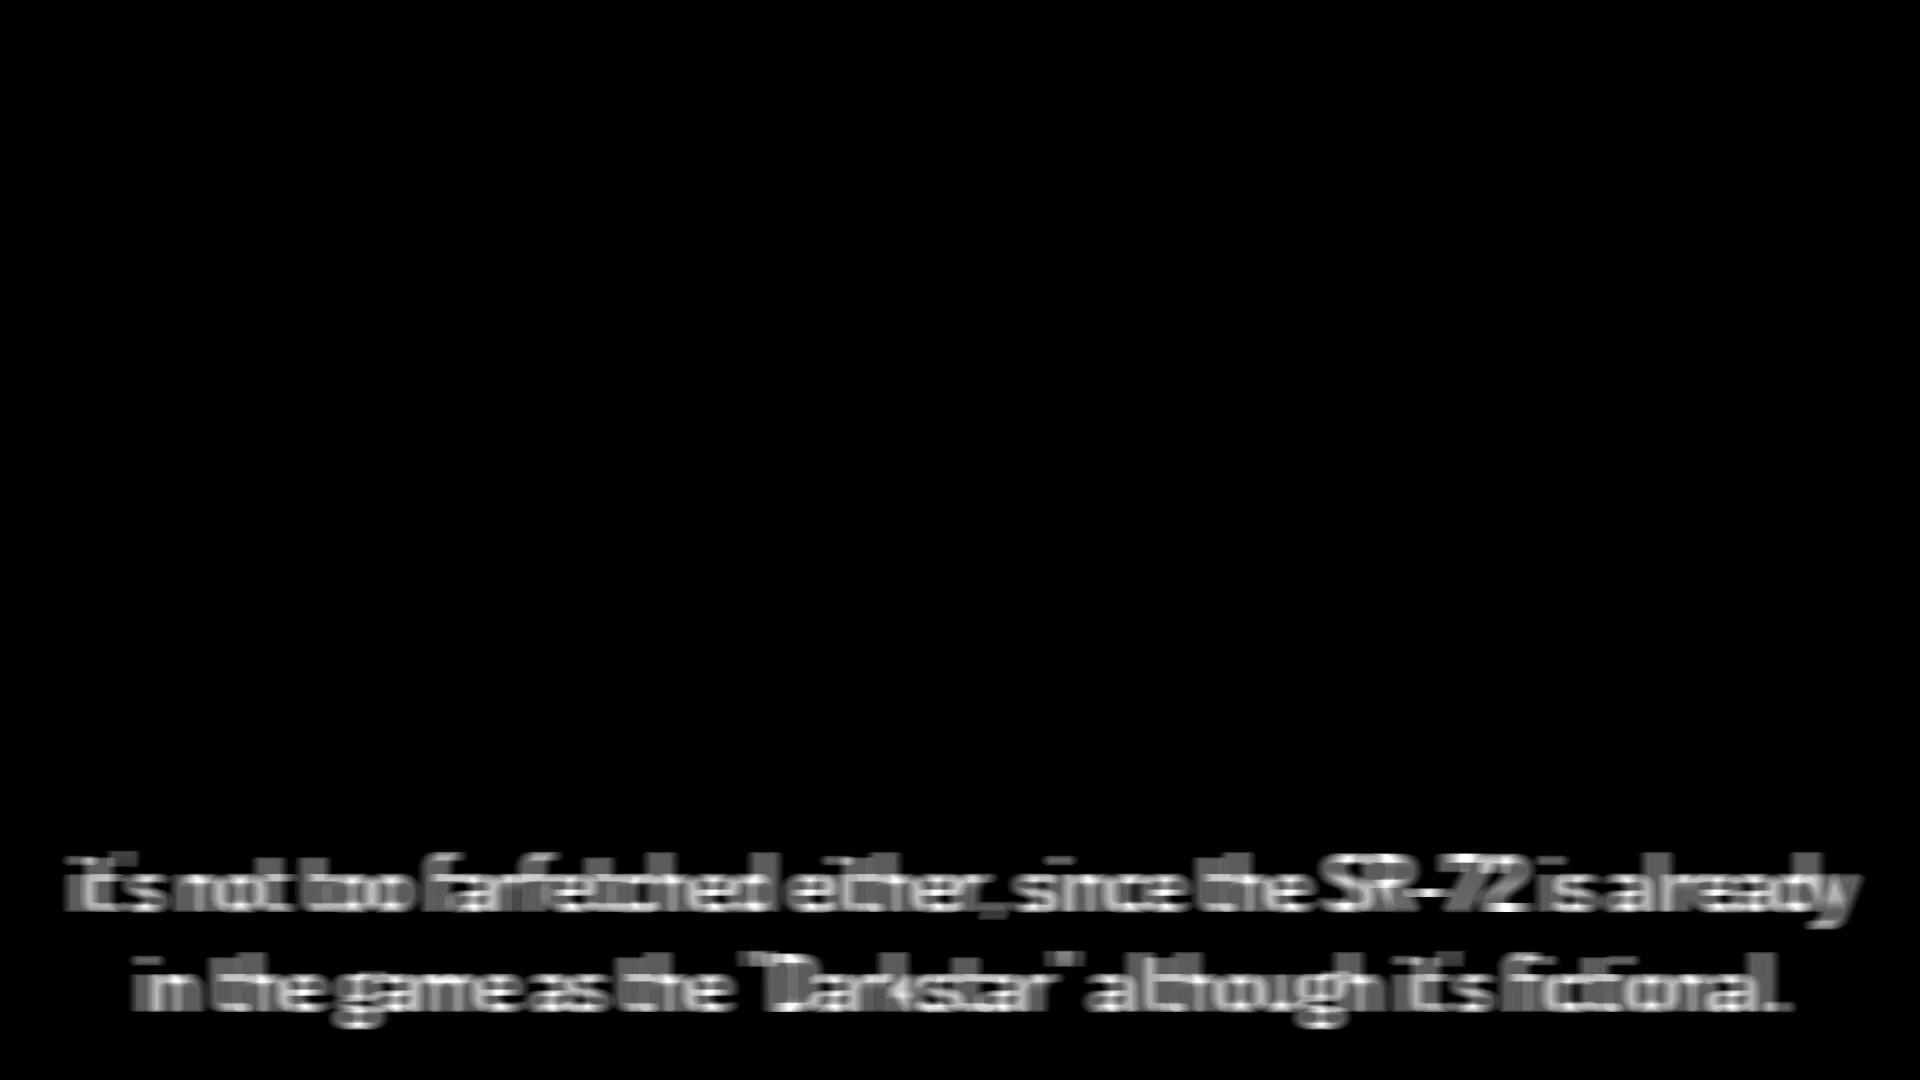 it's not too farfetched either, since the SR-72 is already
in the game as the "Darkstar" although it's fictional.